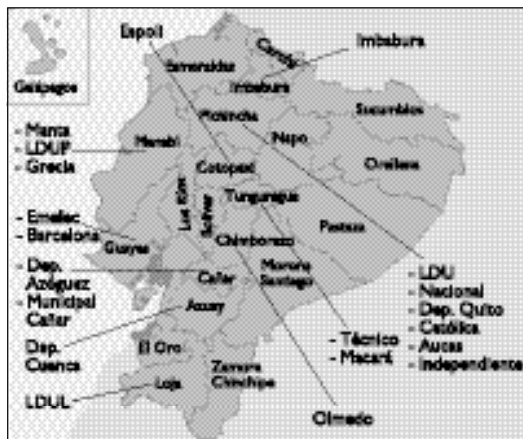 Espoli
Imbabura
Carchi
Esmeraldas
Imbabura
Galápagos
Sucumbíos
Pichincha
- Manta
- LDUP
- Grecia
Manabí
Napo
Orellana
Cotopaxi
Los Ríos
Bolívar
Tunguragua
Pastaza
- Emelec
- Barcelona
Guayas
Chimborazo
- Dep.
Azóguez
- Municipal
Cañar
Cañar
Morona
Santiago
- LDU
- Nacional
- Dep. Quito
- Católica
- Aucas
- Independiente
Azuay
- Técnico
- Macará
Dep.
Cuenca
El Oro
Zamora
Chinchipe
Loja
LDUL
Olmedo